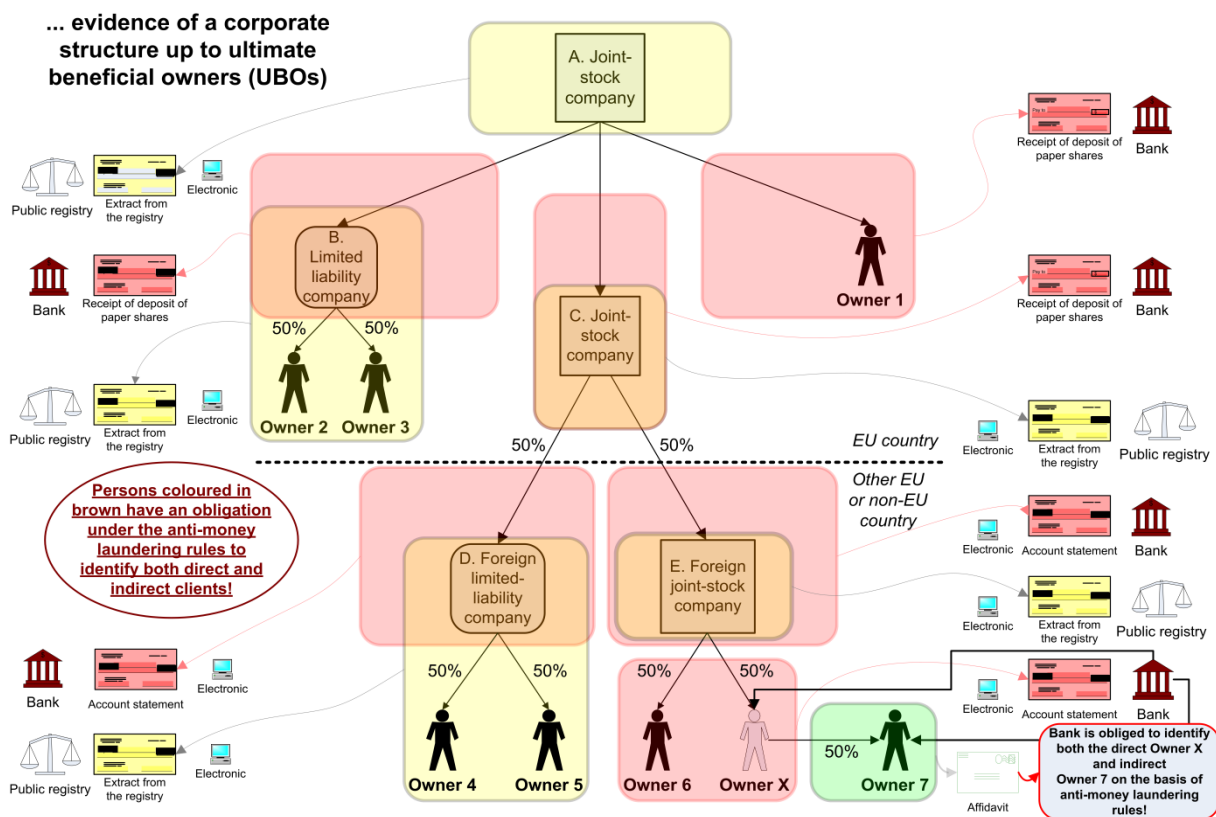 ... evidence of a corporate
structure up to ultimate
beneficial owners (UBOs)
A. Joint-
stock
company
Public registry
Extract from
the registry
Electronic
Bank
Receipt of deposit of
paper shares
Public registry
Extract from
the registry
Electronic
B.
Limited
liability
company
50%
50%
Owner 2
Owner 3
C. Joint-
stock
company
Owner 1
Pay to
Receipt of deposit of
paper shares
Bank
Pay to
Receipt of deposit of
paper shares
Bank
Electronic
Extract from
the registry
Public registry
50%
50%
EU country
Other EU
or non-EU
country
Persons coloured in
brown have an obligation
under the anti-money
laundering rules to
identify both direct and
indirect clients!
D. Foreign
limited-
liability
company
E. Foreign
joint-stock
company
Electronic
Account statement
Bank
Electronic
Extract from
the registry
Public registry
Bank
Account statement
Electronic
Public registry
Extract from
the registry
Electronic
50%
50%
Owner 4
Owner 5
50%
50%
Owner 6
Owner X
50%
Owner 7
Electronic
Account statement
Bank
Affidavit
Bank is obliged to identify
both the direct Owner X
and indirect
Owner 7 on the basis of
anti-money laundering
rules!